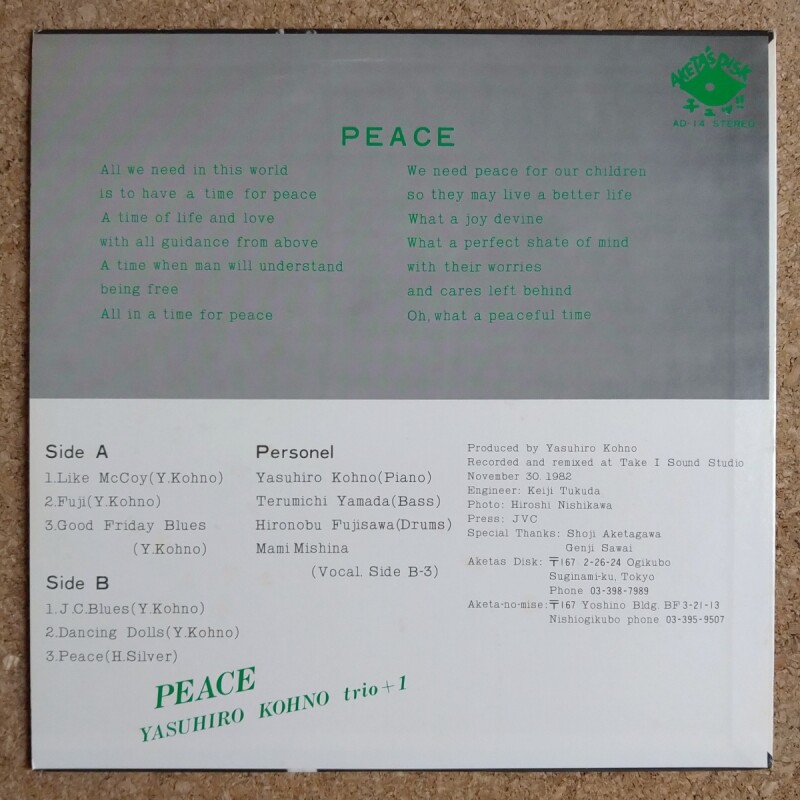 AKETA'S DISK
AD-14 STEREO
PEACE
All we need in this world
is to have a time for peace
A time of life and love
with all guidance from above
A time when man will understand
being free
All in a time for peace
We need peace for our children
so they may live a better life
What a joy devine
What a perfect shate of mind
with their worries
and cares left behind
Oh, what a peaceful time
Side A
1.Like McCoy(Y.Kohno)
2.Fuji(Y.Kohno)
3.Good Friday Blues
(Y.Kohno)
Side B
1.J.C.Blues(Y.Kohno)
2.Dancing Dolls(Y.Kohno)
3.Peace(H.Silver)
Personel
Yasuhiro Kohno(Piano)
Terumichi Yamada(Bass)
Hironobu Fujisawa(Drums)
Mami Mishina
(Vocal. Side B-3)
Produced by Yasuhiro Kohno
Recorded and remixed at Take I Sound Studio
November 30. 1982
Engineer: Keiji Tukuda
Photo: Hiroshi Nishikawa
Press: JVC
Special Thanks: Shoji Aketagawa
Genji Sawai
Aketas Disk: 〒167 2-26-24 Ogikubo
Suginami-ku, Tokyo
Phone 03-398-7989
Aketa-no-mise: 〒167 Yoshino Bldg. BF 3-21-13
Nishiogikubo phone 03-395-9507
PEACE
YASUHIRO KOHNO trio+1